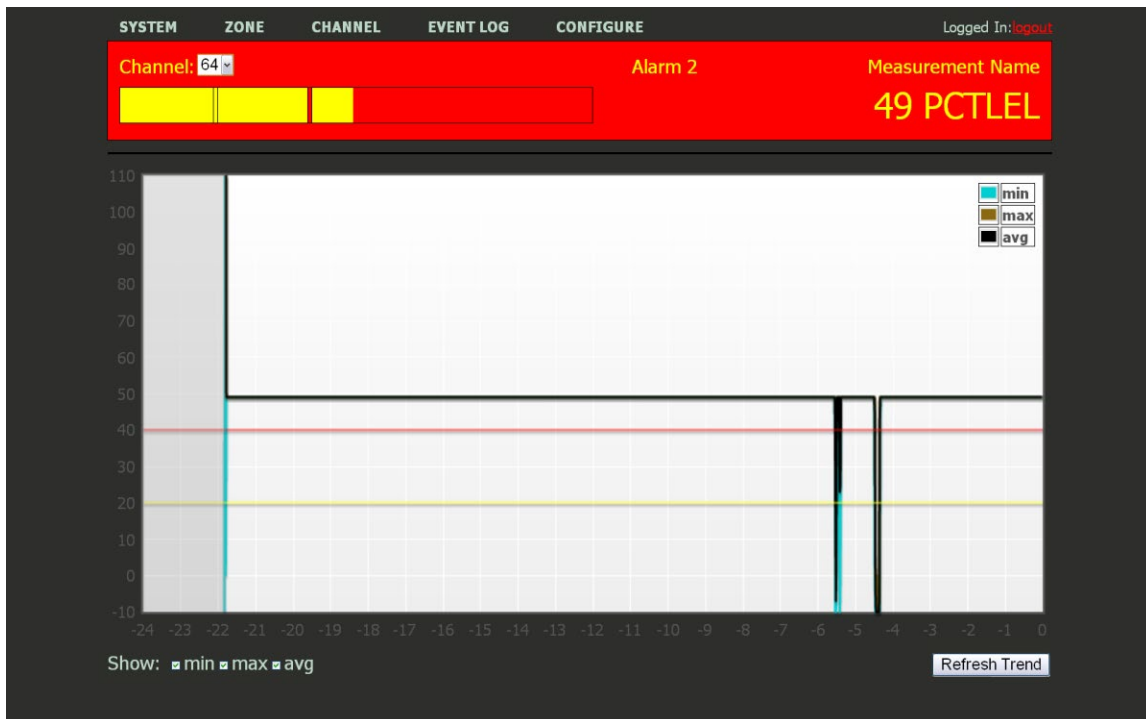 SYSTEM ZONE CHANNEL EVENT LOG CONFIGURE Logged In:logout
Channel: 64 Alarm 2 Measurement Name
49 PCTLEL
110
100
90
80
70
60
50
40
30
20
10
0
-10
min
max
avg
-24 -23 -22 -21 -20 -19 -18 -17 -16 -15 -14 -13 -12 -11 -10 -9 -8 -7 -6 -5 -4 -3 -2 -1 0
Show: min max avg Refresh Trend